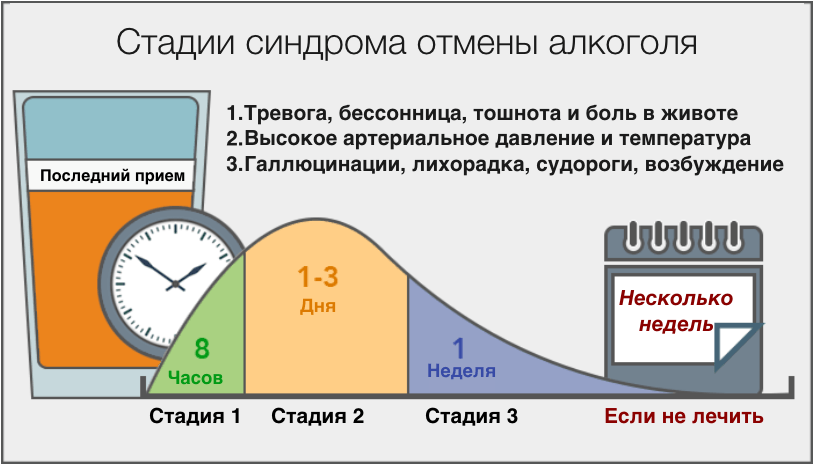 Стадии синдрома отмены алкоголя
1.Тревога, бессонница, тошнота и боль в животе
2.Высокое артериальное давление и температура
3.Галлюцинации, лихорадка, судороги, возбуждение
Последний прием
8
Часов
1-3
Дня
1
Неделя
Несколько
недель
Стадия 1
Стадия 2
Стадия 3
Если не лечить